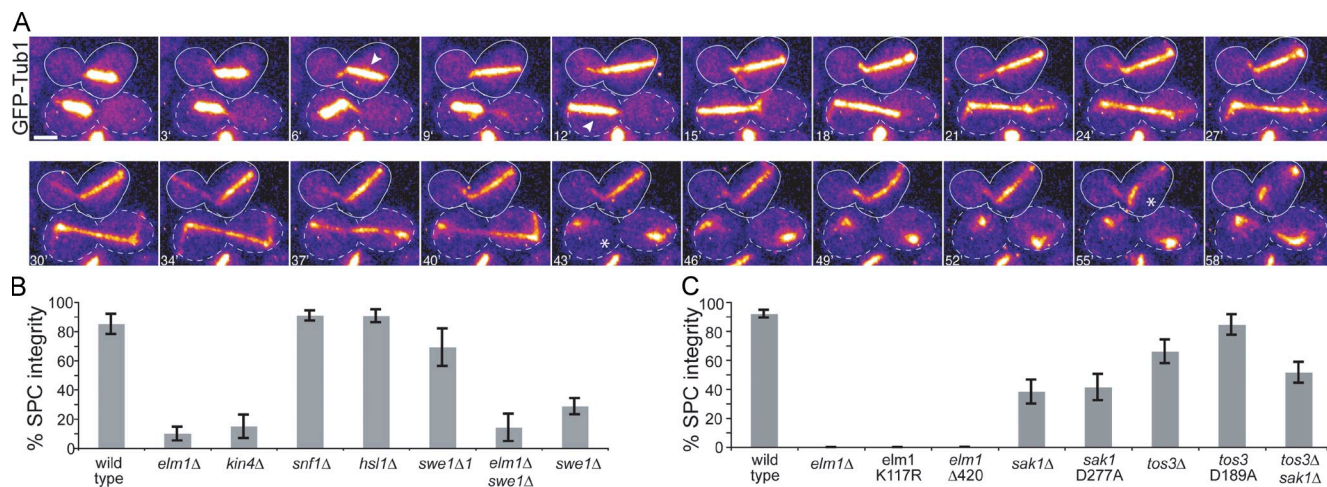 A
GFP-Tub1
3' 6' 9' 12' 15' 18' 21' 24' 27'
30' 34' 37' 40' 43' * 46' 49' 52' 55' * 58'
B
% SPC integrity
100
80
60
40
20
0
wild type
elm1Δ
kin4Δ
snf1Δ
hsl1Δ
swe1Δ1
elm1Δ swe1Δ
swe1Δ
C
% SPC integrity
100
80
60
40
20
0
wild type
elm1Δ
elm1 K117R
elm1 Δ420
sak1Δ
sak1 D277A
tos3Δ
tos3 D189A
tos3Δ sak1Δ